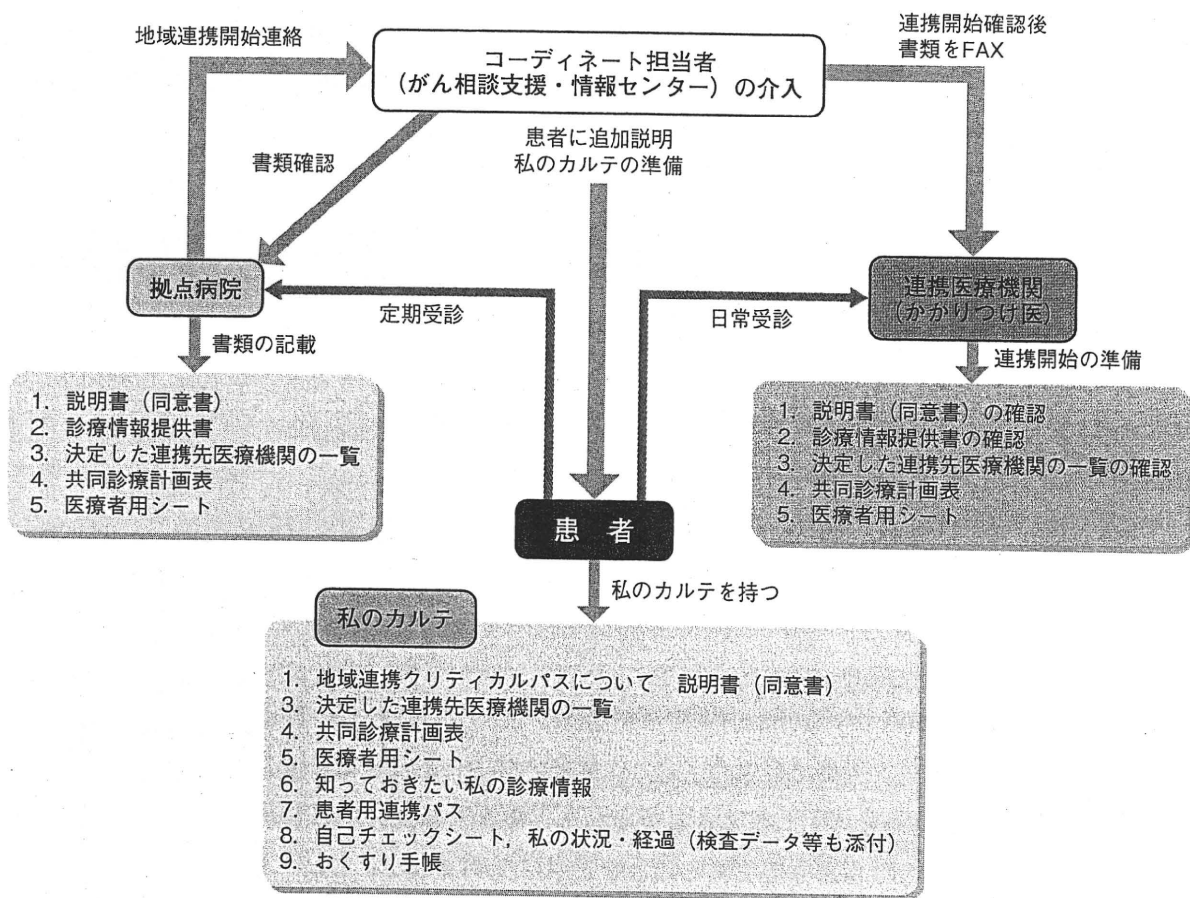 地域連携開始連絡
コーディネート担当者
(がん相談支援・情報センター)の介入
連携開始確認後
書類をFAX
書類確認
患者に追加説明
私のカルテの準備
拠点病院
定期受診
日常受診
連携医療機関
(かかりつけ医)
書類の記載
連携開始の準備
1. 説明書(同意書)
2. 診療情報提供書
3. 決定した連携先医療機関の一覧
4. 共同診療計画表
5. 医療者用シート
1. 説明書(同意書)の確認
2. 診療情報提供書の確認
3. 決定した連携先医療機関の一覧の確認
4. 共同診療計画表
5. 医療者用シート
患 者
私のカルテを持つ
私のカルテ
1. 地域連携クリティカルパスについて 説明書(同意書)
3. 決定した連携先医療機関の一覧
4. 共同診療計画表
5. 医療者用シート
6. 知っておきたい私の診療情報
7. 患者用連携パス
8. 自己チェックシート,私の状況・経過(検査データ等も添付)
9. おくすり手帳